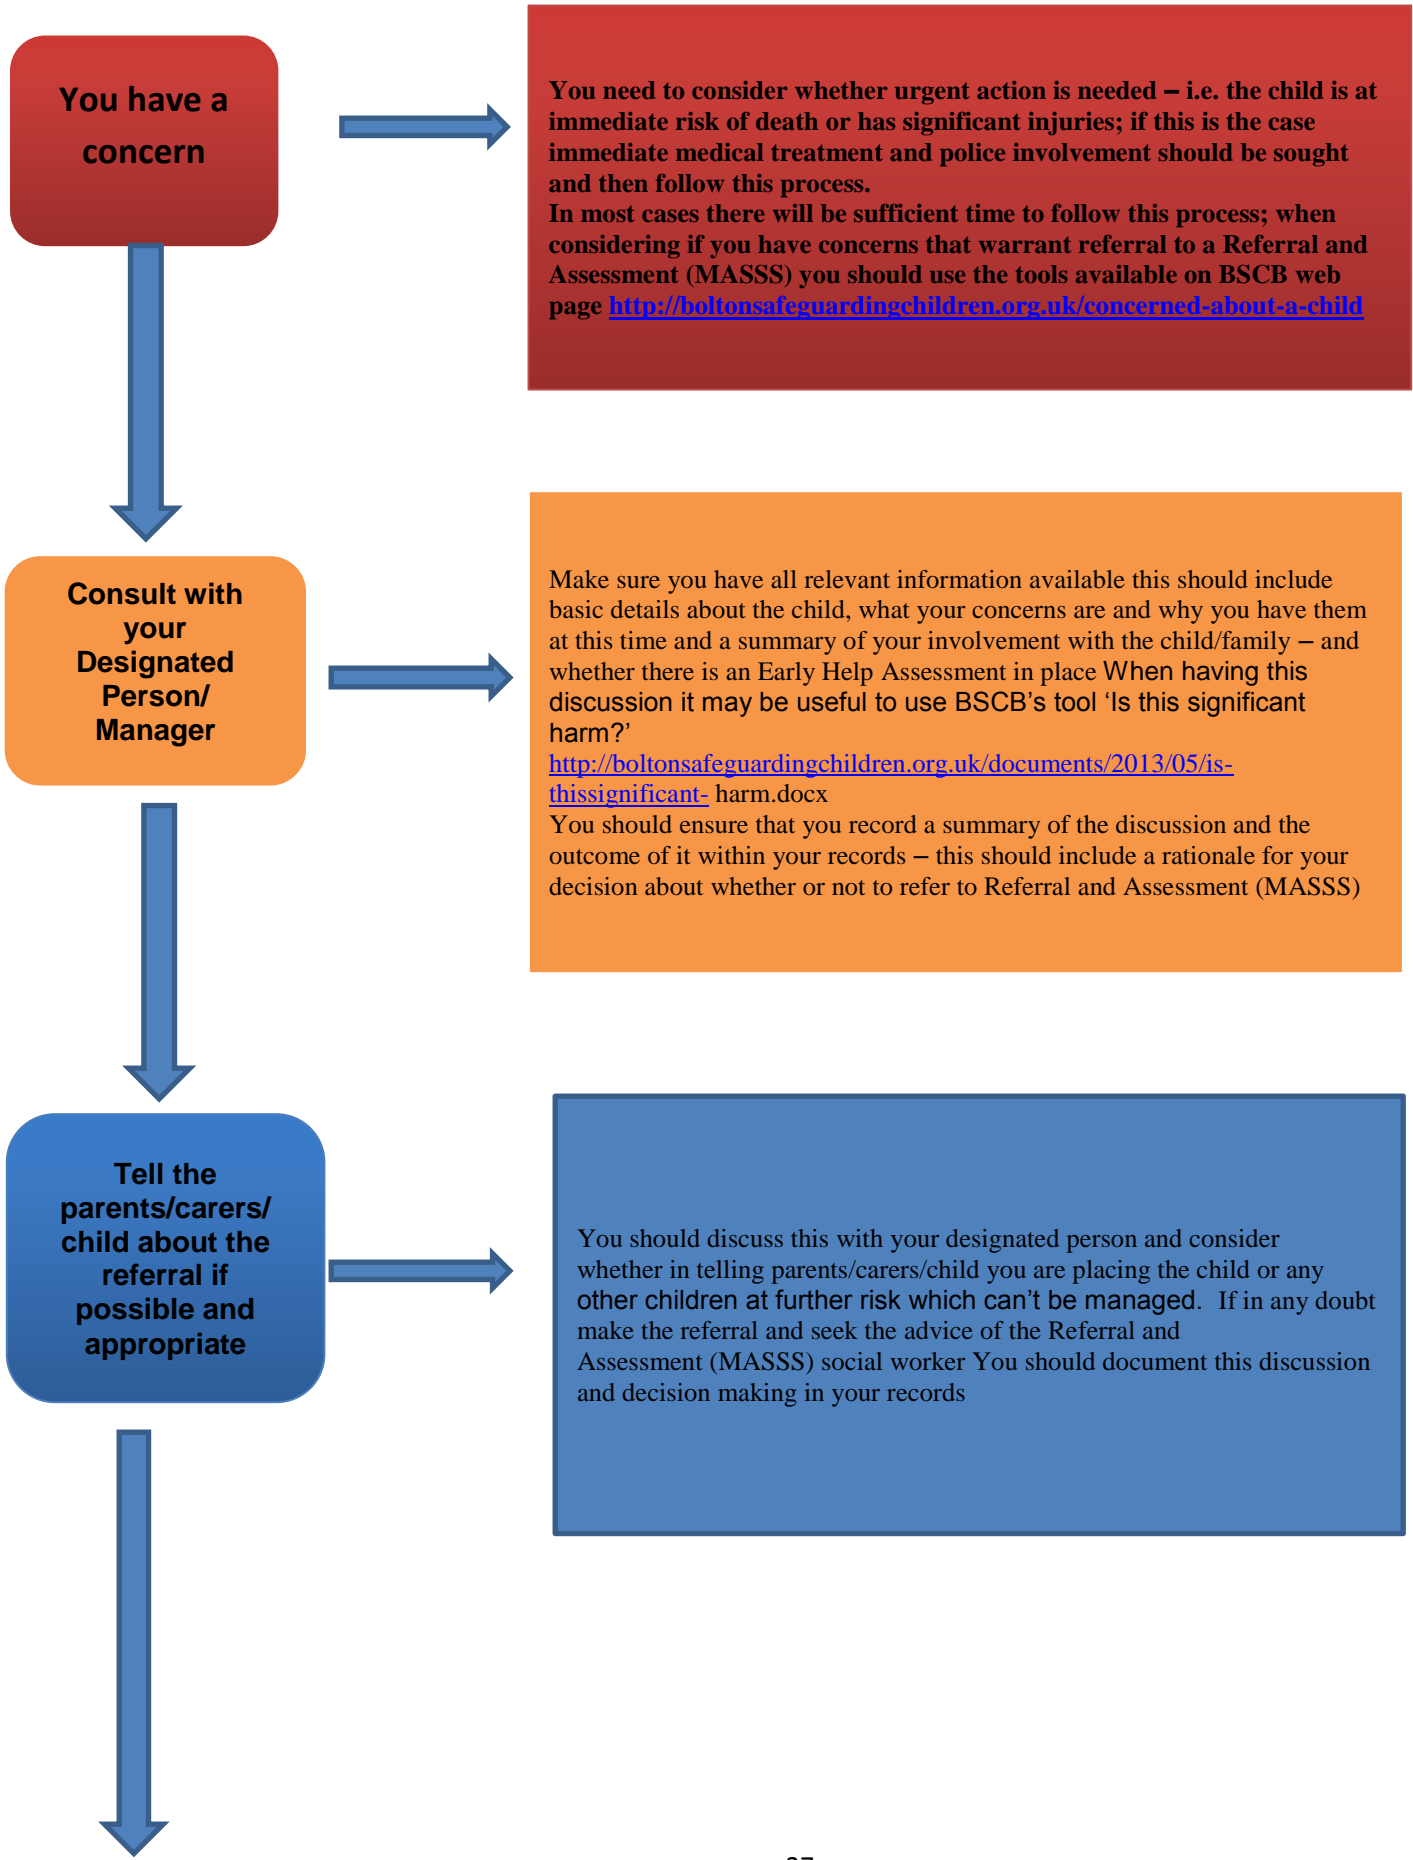 You have a
concern
You need to consider whether urgent action is needed – i.e. the child is at
immediate risk of death or has significant injuries; if this is the case
immediate medical treatment and police involvement should be sought
and then follow this process.
In most cases there will be sufficient time to follow this process; when
considering if you have concerns that warrant referral to a Referral and
Assessment (MASSS) you should use the tools available on BSCB web
page http://boltonsafeguardingchildren.org.uk/concerned-about-a-child
Consult with
your
Designated
Person/
Manager
Make sure you have all relevant information available this should include
basic details about the child, what your concerns are and why you have them
at this time and a summary of your involvement with the child/family – and
whether there is an Early Help Assessment in place When having this
discussion it may be useful to use BSCB’s tool ‘Is this significant
harm?’
http://boltonsafeguardingchildren.org.uk/documents/2013/05/is-
thissignificant- harm.docx
You should ensure that you record a summary of the discussion and the
outcome of it within your records – this should include a rationale for your
decision about whether or not to refer to Referral and Assessment (MASSS)
Tell the
parents/carers/
child about the
referral if
possible and
appropriate
You should discuss this with your designated person and consider
whether in telling parents/carers/child you are placing the child or any
other children at further risk which can’t be managed. If in any doubt
make the referral and seek the advice of the Referral and
Assessment (MASSS) social worker You should document this discussion
and decision making in your records